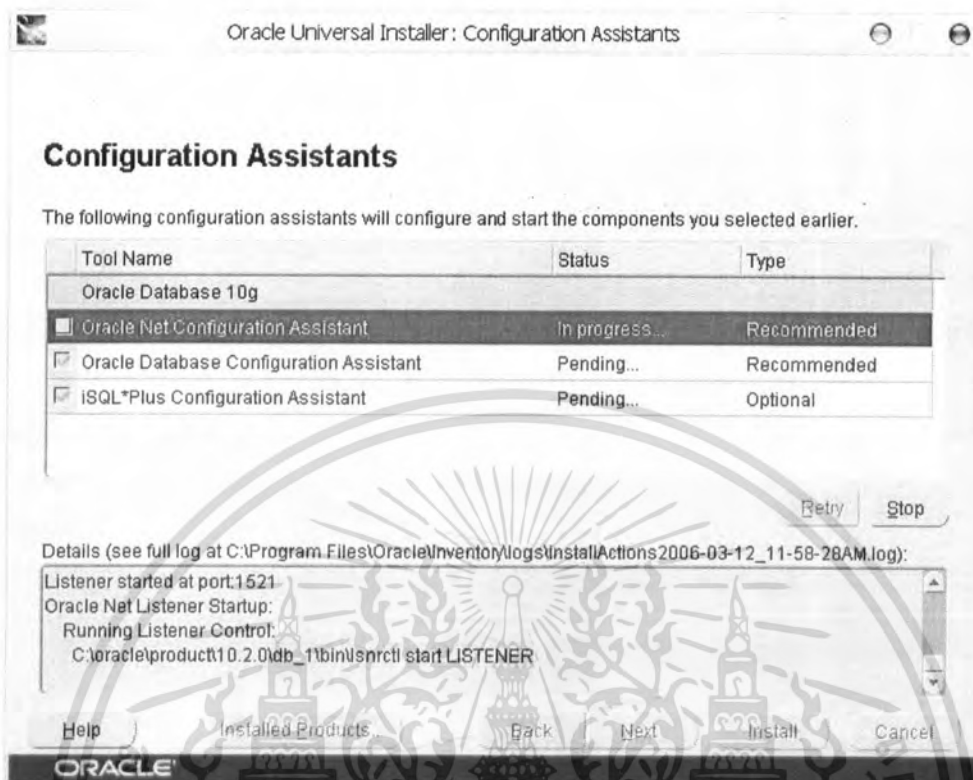 Oracle Universal Installer: Configuration Assistants
Configuration Assistants
The following configuration assistants will configure and start the components you selected earlier.
Tool Name Status Type
Oracle Database 10g
Oracle Net Configuration Assistant In progress... Recommended
Oracle Database Configuration Assistant Pending... Recommended
iSQL*Plus Configuration Assistant Pending... Optional
Retry Stop
Details (see full log at C:\Program Files\Oracle\Inventory\logs\installActions2006-03-12_11-58-28AM.log):
Listener started at port:1521
Oracle Net Listener Startup:
Running Listener Control:
C:\oracle\product\10.2.0\db_1\bin\lsnrctl start LISTENER
Help Installed Products... Back Next Install Cancel
ORACLE